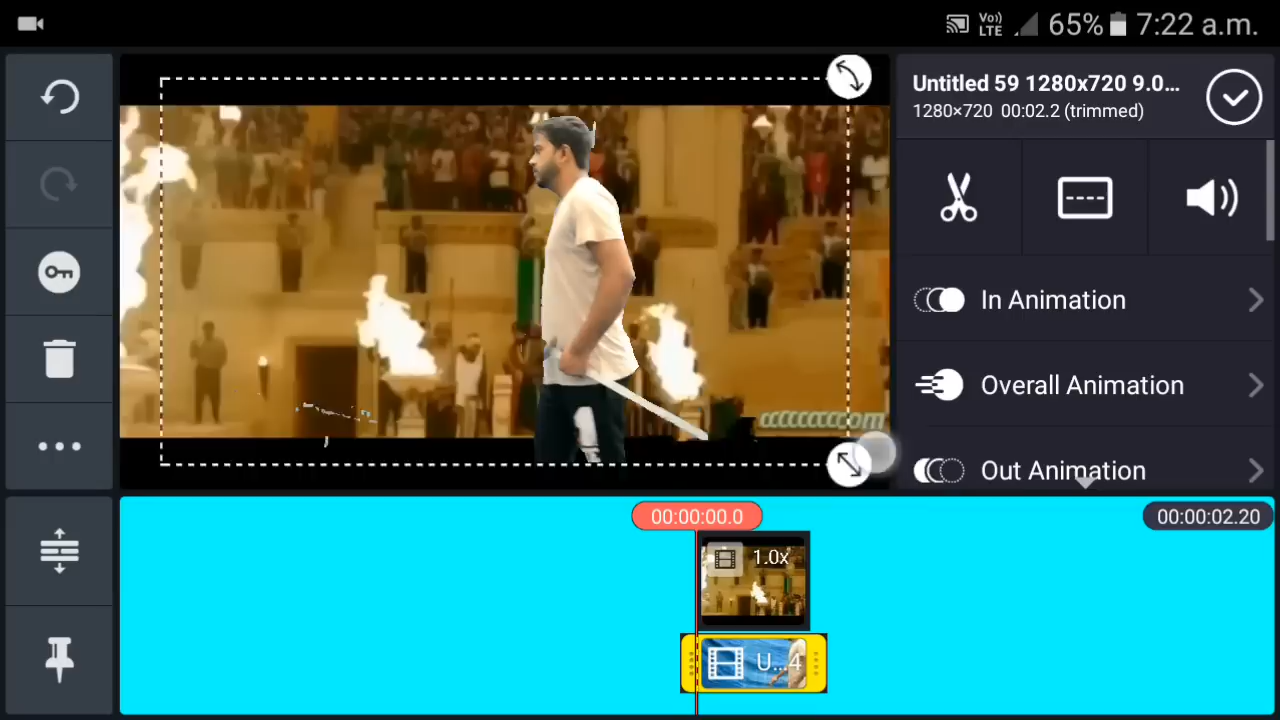 Vo))
LTE
65%
7:22 a.m.
Untitled 59 1280x720 9.0...
1280×720 00:02.2 (trimmed)
In Animation
Overall Animation
Out Animation
00:00:00.0
00:00:02.20
1.0x
U...4